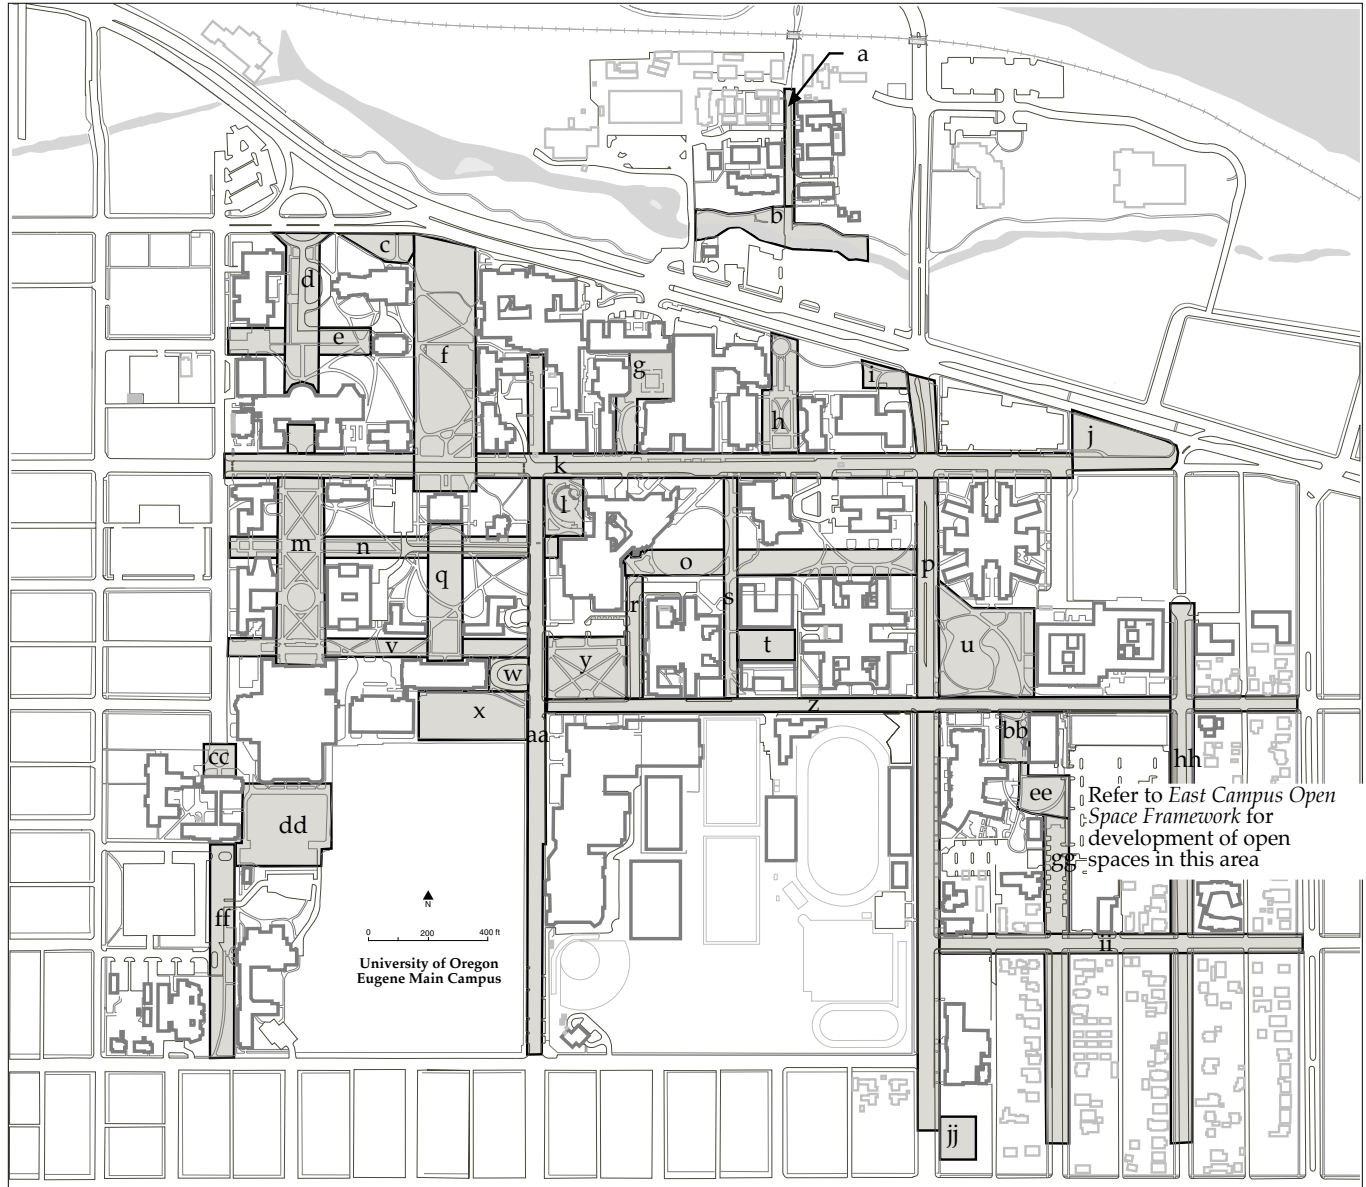 a
b
c
d
e
f
g
h
i
j
k
l
m
n
o
p
q
r
s
t
u
v
w
x
y
z
aa
bb
cc
dd
ee
ff
gg
hh
Refer to East Campus Open
Space Framework for
development of open
spaces in this area
ii
jj
N
0 200 400 ft
University of Oregon
Eugene Main Campus